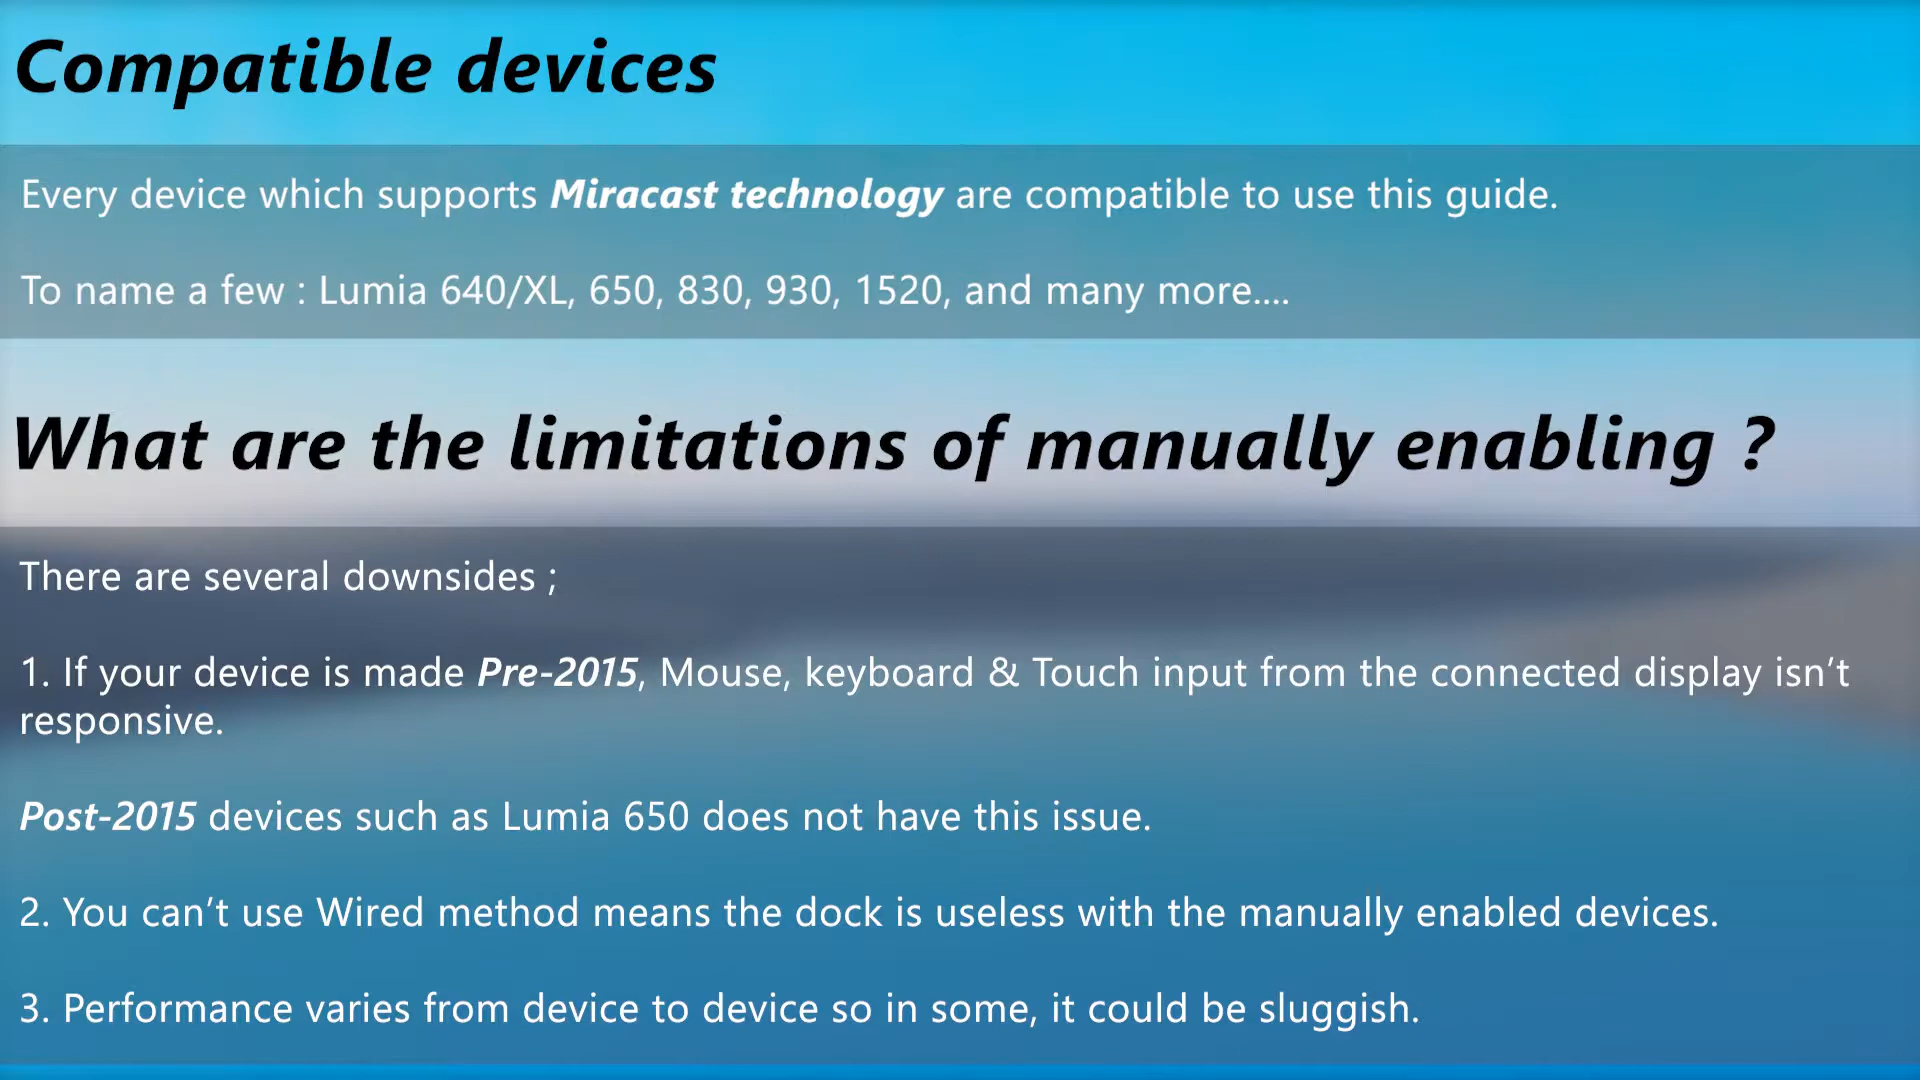 Compatible devices
Every device which supports Miracast technology are compatible to use this guide.
To name a few : Lumia 640/XL, 650, 830, 930, 1520, and many more....
What are the limitations of manually enabling ?
There are several downsides ;
1. If your device is made Pre-2015, Mouse, keyboard & Touch input from the connected display isn’t
responsive.
Post-2015 devices such as Lumia 650 does not have this issue.
2. You can’t use Wired method means the dock is useless with the manually enabled devices.
3. Performance varies from device to device so in some, it could be sluggish.